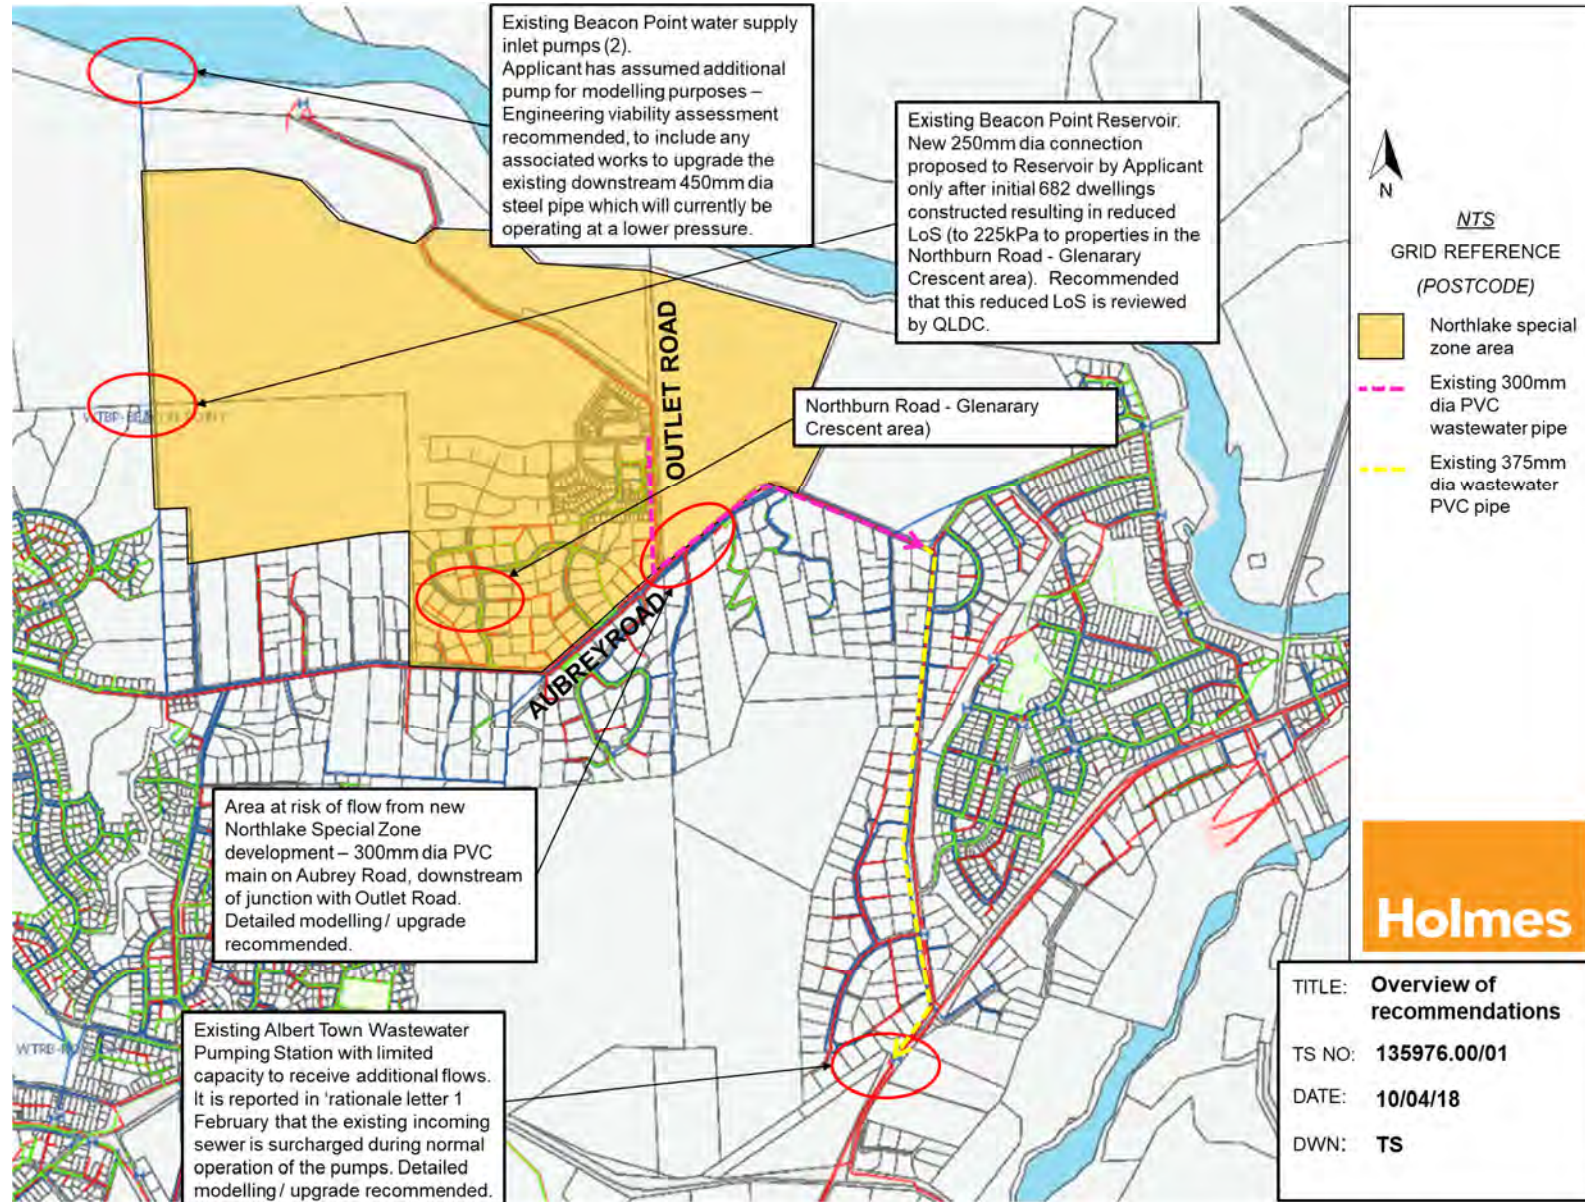 Existing Beacon Point water supply
inlet pumps (2).
Applicant has assumed additional
pump for modelling purposes –
Engineering viability assessment
recommended, to include any
associated works to upgrade the
existing downstream 450mm dia
steel pipe which will currently be
operating at a lower pressure.
Existing Beacon Point Reservoir.
New 250mm dia connection
proposed to Reservoir by Applicant
only after initial 682 dwellings
constructed resulting in reduced
LoS (to 225kPa to properties in the
Northburn Road - Glenarary
Crescent area). Recommended
that this reduced LoS is reviewed
by QLDC.
N
NTS
GRID REFERENCE
(POSTCODE)
Northlake special
zone area
Existing 300mm
dia PVC
wastewater pipe
Existing 375mm
dia wastewater
PVC pipe
OUTLET ROAD
Northburn Road - Glenarary
Crescent area)
AUBREY ROAD
Area at risk of flow from new
Northlake Special Zone
development – 300mm dia PVC
main on Aubrey Road, downstream
of junction with Outlet Road.
Detailed modelling / upgrade
recommended.
Existing Albert Town Wastewater
Pumping Station with limited
capacity to receive additional flows.
It is reported in ‘rationale letter 1
February that the existing incoming
sewer is surcharged during normal
operation of the pumps. Detailed
modelling / upgrade recommended.
Holmes
TITLE: Overview of
recommendations
TS NO: 135976.00/01
DATE: 10/04/18
DWN: TS